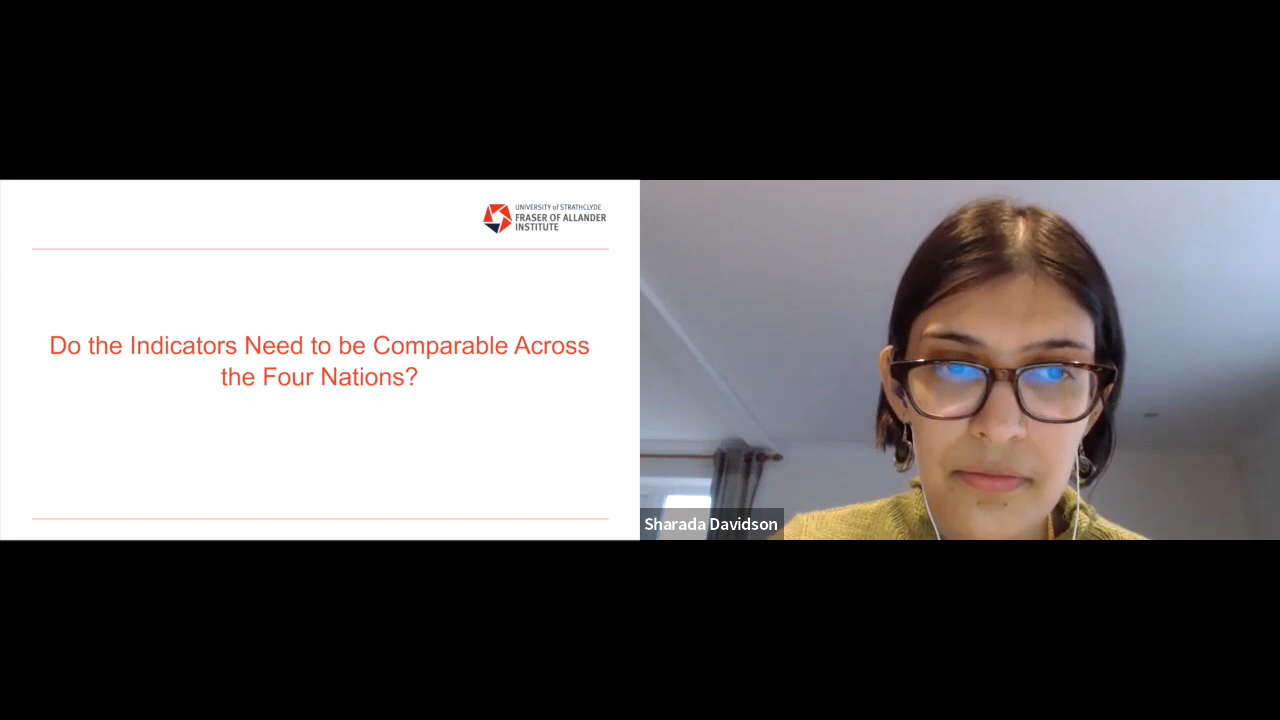 UNIVERSITY of STRATHCLYDE
FRASER OF ALLANDER
INSTITUTE
Do the Indicators Need to be Comparable Across
the Four Nations?
Sharada Davidson